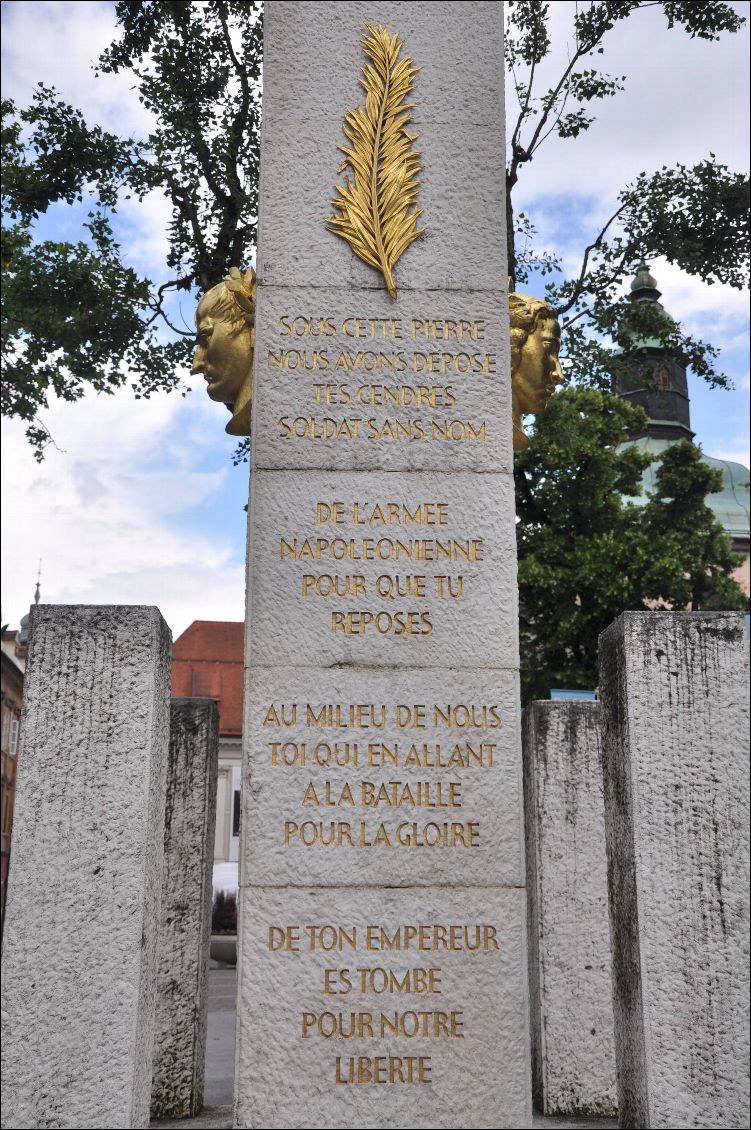 SOUS CETTE PIERRE
NOUS AVONS DEPOSE
TES CENDRES
SOLDAT SANS NOM
DE L'ARMEE
NAPOLEONIENNE
POUR QUE TU
REPOSES
AU MILIEU DE NOUS
TOI QUI EN ALLANT
A LA BATAILLE
POUR LA GLOIRE
DE TON EMPEREUR
ES TOMBE
POUR NOTRE
LIBERTE